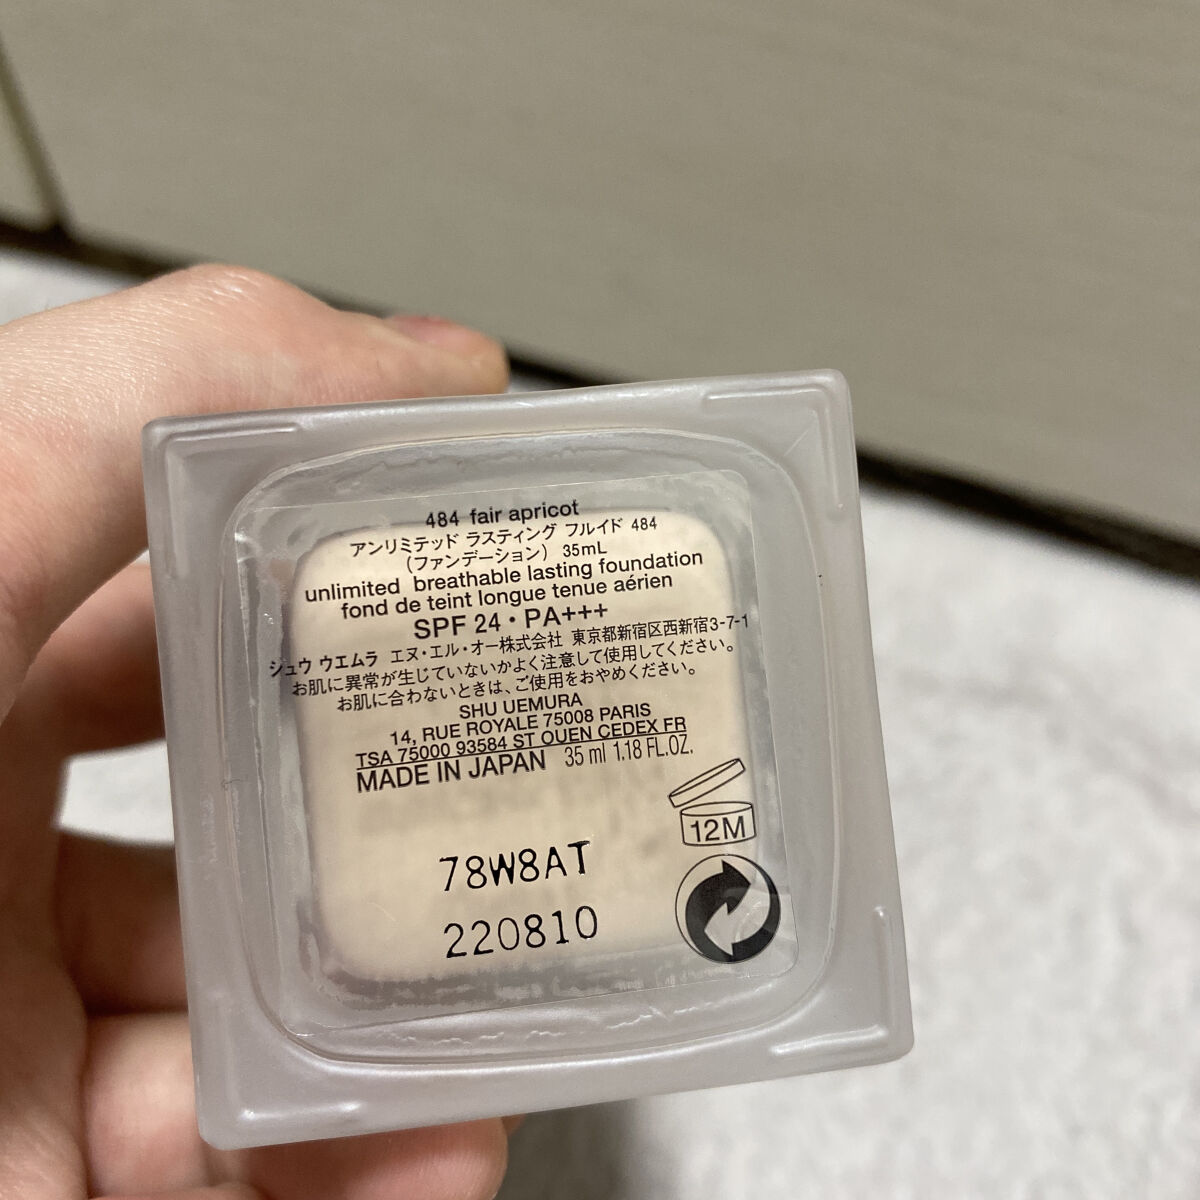 484 fair apricot
アンリミテッド ラスティング フルイド 484
(ファンデーション) 35mL
unlimited breathable lasting foundation
fond de teint longue tenue aérien
SPF 24・PA+++
シュウ ウエムラ エヌ・エル・オー株式会社 東京都新宿区西新宿3-7-1
お肌に異常が生じていないかよく注意して使用してください。
お肌に合わないときは、ご使用をおやめください。
SHU UEMURA
14, RUE ROYALE 75008 PARIS
TSA 75000 93584 ST OUEN CEDEX FR
MADE IN JAPAN 35 ml 1.18 FL.OZ.
12M
78W8AT
220810